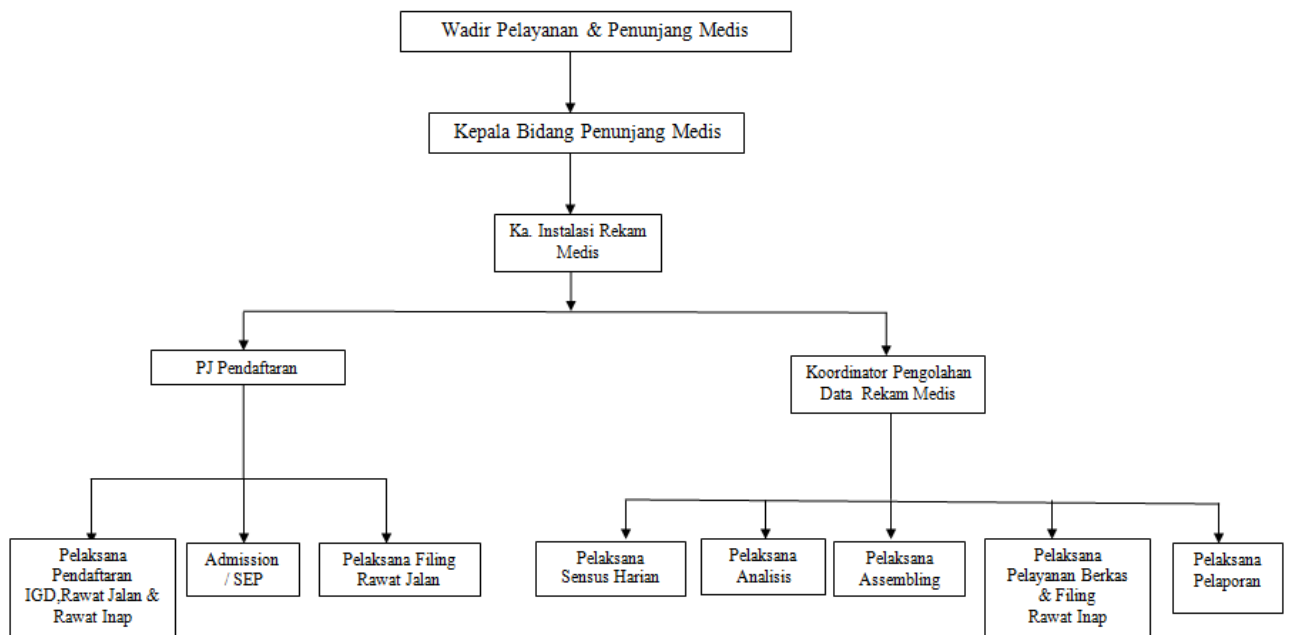 Wadir Pelayanan & Penunjang Medis
Kepala Bidang Penunjang Medis
Ka. Instalasi Rekam
Medis
PJ Pendaftaran
Koordinator Pengolahan
Data Rekam Medis
Pelaksana
Pendaftaran
IGD,Rawat Jalan &
Rawat Inap
Admission
/ SEP
Pelaksana Filing
Rawat Jalan
Pelaksana
Sensus Harian
Pelaksana
Analisis
Pelaksana
Assembling
Pelaksana
Pelayanan Berkas
& Filing
Rawat Inap
Pelaksana
Pelaporan